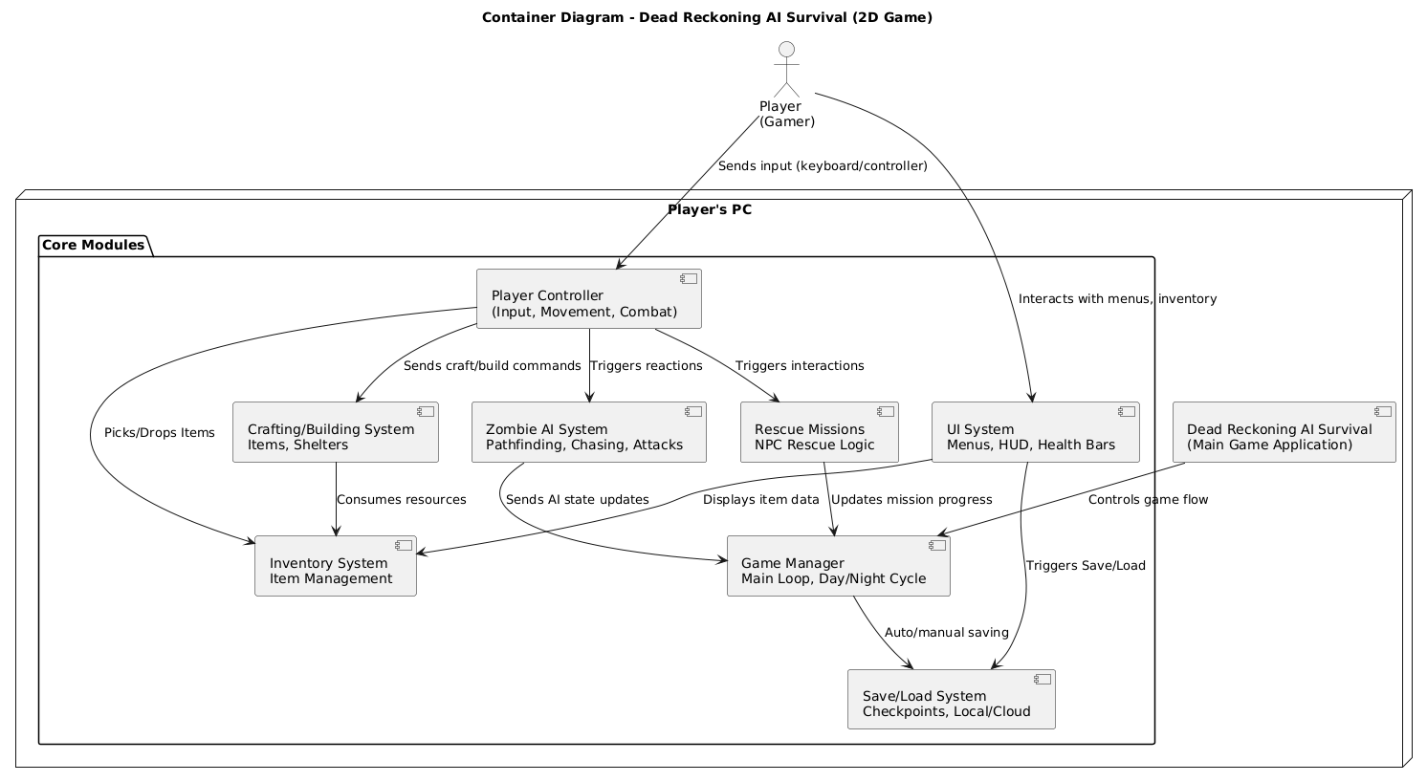 Container Diagram - Dead Reckoning AI Survival (2D Game)
Player
(Gamer)
Sends input (keyboard/controller)
Player's PC
Core Modules
Player Controller
(Input, Movement, Combat)
Interacts with menus, inventory
Sends craft/build commands
Triggers reactions
Triggers interactions
Picks/Drops Items
Crafting/Building System
Items, Shelters
Zombie AI System
Pathfinding, Chasing, Attacks
Rescue Missions
NPC Rescue Logic
UI System
Menus, HUD, Health Bars
Dead Reckoning AI Survival
(Main Game Application)
Consumes resources
Sends AI state updates
Displays item data
Updates mission progress
Controls game flow
Inventory System
Item Management
Game Manager
Main Loop, Day/Night Cycle
Triggers Save/Load
Auto/manual saving
Save/Load System
Checkpoints, Local/Cloud